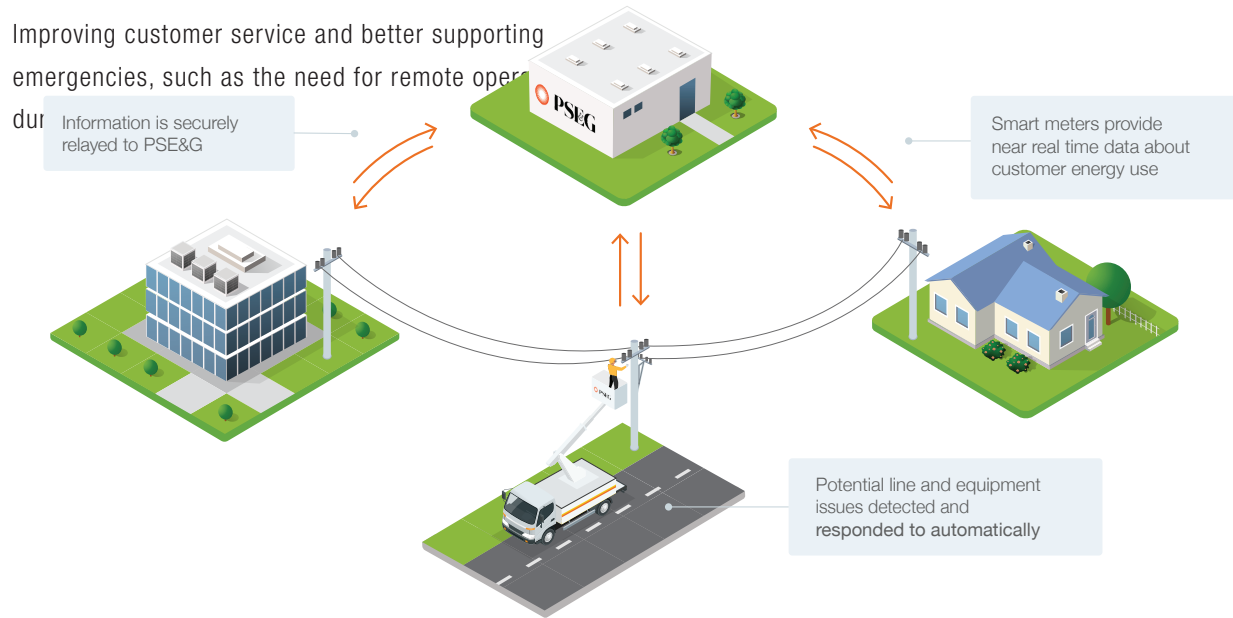 Improving customer service and better supporting
emergencies, such as the need for remote
PSE&G
Information is securely
relayed to PSE&G
Smart meters provide
near real time data about
customer energy use
PSE&G
Potential line and equipment
issues detected and
responded to automatically